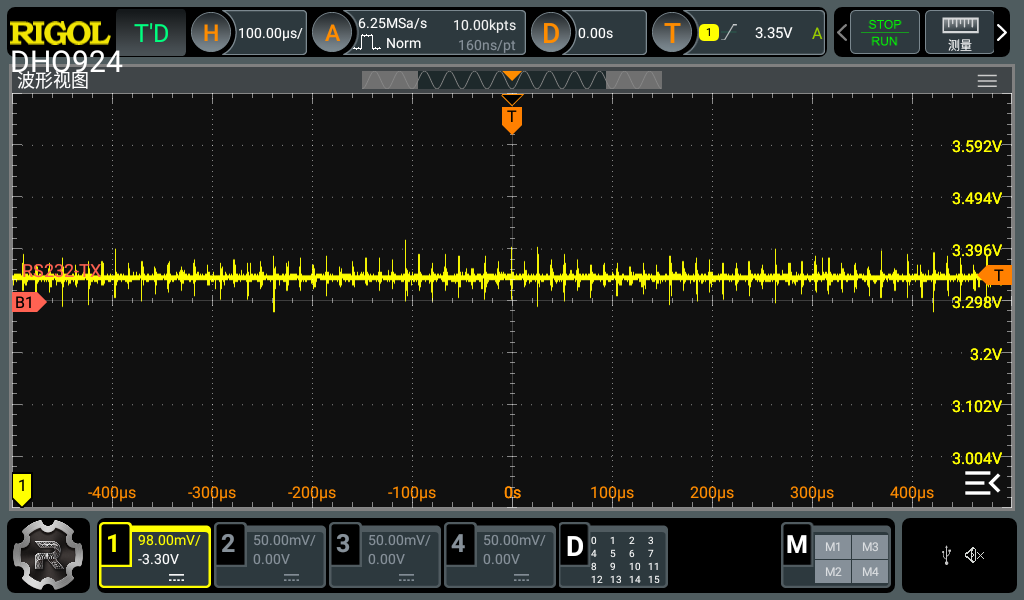 RIGOL T'D H 100.00µs/ A 6.25MSa/s 10.00kpts D 0.00s T 1 3.35V A STOP
Norm 160ns/pt RUN 测量
DHO924
波形视图
T
3.592V
3.494V
3.396V
RS232-TX
T
B1
3.298V
3.2V
3.102V
3.004V
1
-400µs -300µs -200µs -100µs 0s 100µs 200µs 300µs 400µs
1 98.00mV/ 2 50.00mV/ 3 50.00mV/ 4 50.00mV/ D 0 1 2 3 M M1 M3
-3.30V 0.00V 0.00V 0.00V 4 5 6 7 M2 M4
8 9 10 11
12 13 14 15
R